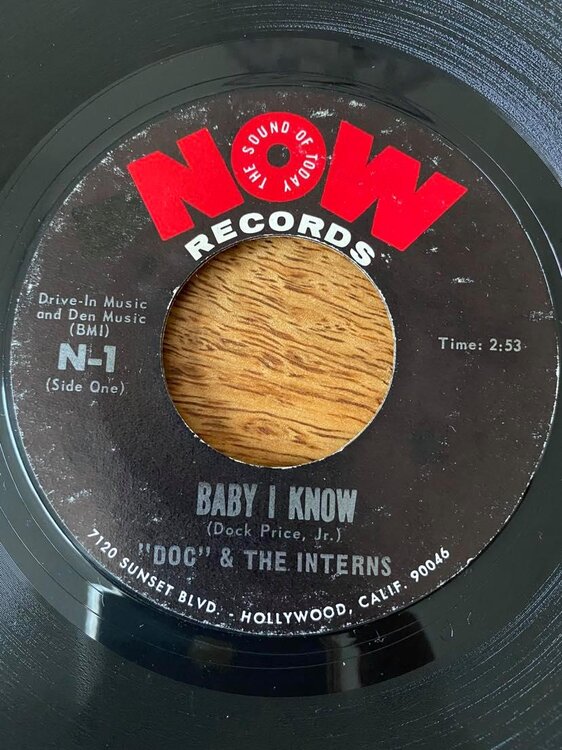 NOW
THE SOUND OF TODAY
RECORDS
Drive-In Music
and Den Music
(BMI)
N-1
(Side One)
Time: 2:53
BABY I KNOW
(Dock Price, Jr.)
"DOC" & THE INTERNS
7120 SUNSET BLVD. - HOLLYWOOD, CALIF. 90046